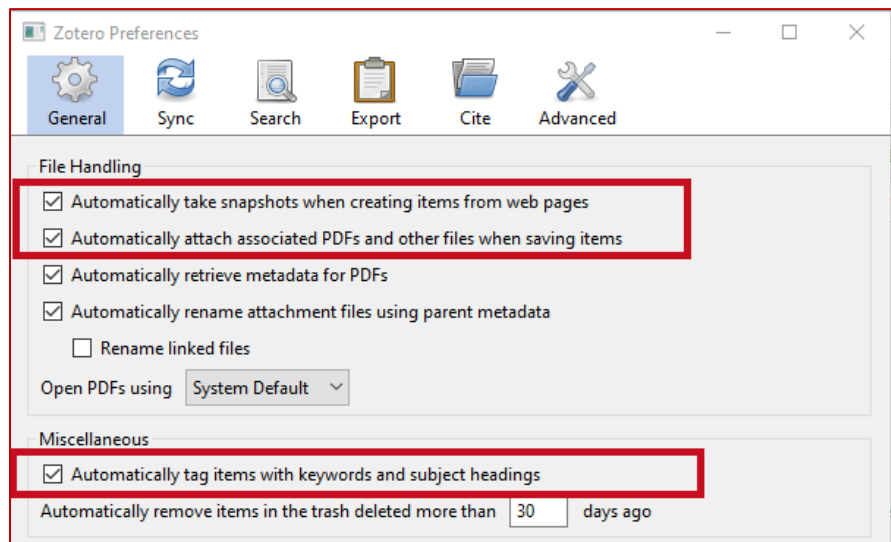 Zotero Preferences
General Sync Search Export Cite Advanced
File Handling
Automatically take snapshots when creating items from web pages
Automatically attach associated PDFs and other files when saving items
Automatically retrieve metadata for PDFs
Automatically rename attachment files using parent metadata
Rename linked files
Open PDFs using System Default
Miscellaneous
Automatically tag items with keywords and subject headings
Automatically remove items in the trash deleted more than 30 days ago